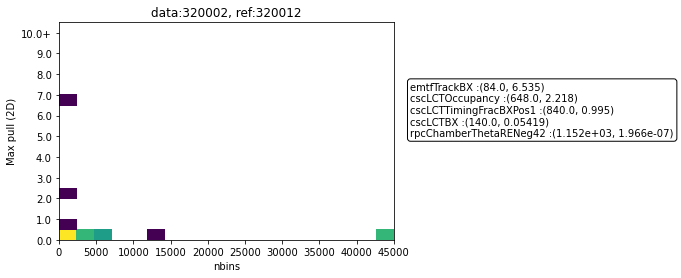 data:320002, ref:320012
10.0+
9.0
8.0
7.0
6.0
5.0
4.0
3.0
2.0
1.0
0.0
Max pull (2D)
0 5000 10000 15000 20000 25000 30000 35000 40000 45000
nbins
emtfTrackBX :(84.0, 6.535)
cscLCTOccupancy :(648.0, 2.218)
cscLCTTimingFracBXPos1 :(840.0, 0.995)
cscLCTBX :(140.0, 0.05419)
rpcChamberThetaRENeg42 :(1.152e+03, 1.966e-07)